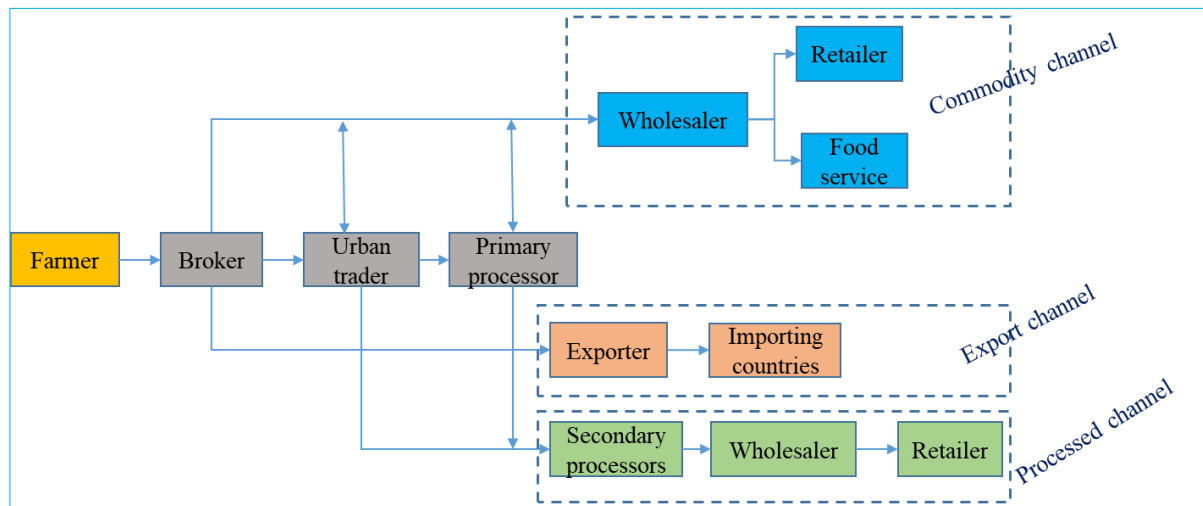 Retailer
Commodity channel
Wholesaler
Food
service
Farmer
Broker
Urban
trader
Primary
processor
Exporter
Importing
countries
Export channel
Secondary
processors
Wholesaler
Retailer
Processed channel